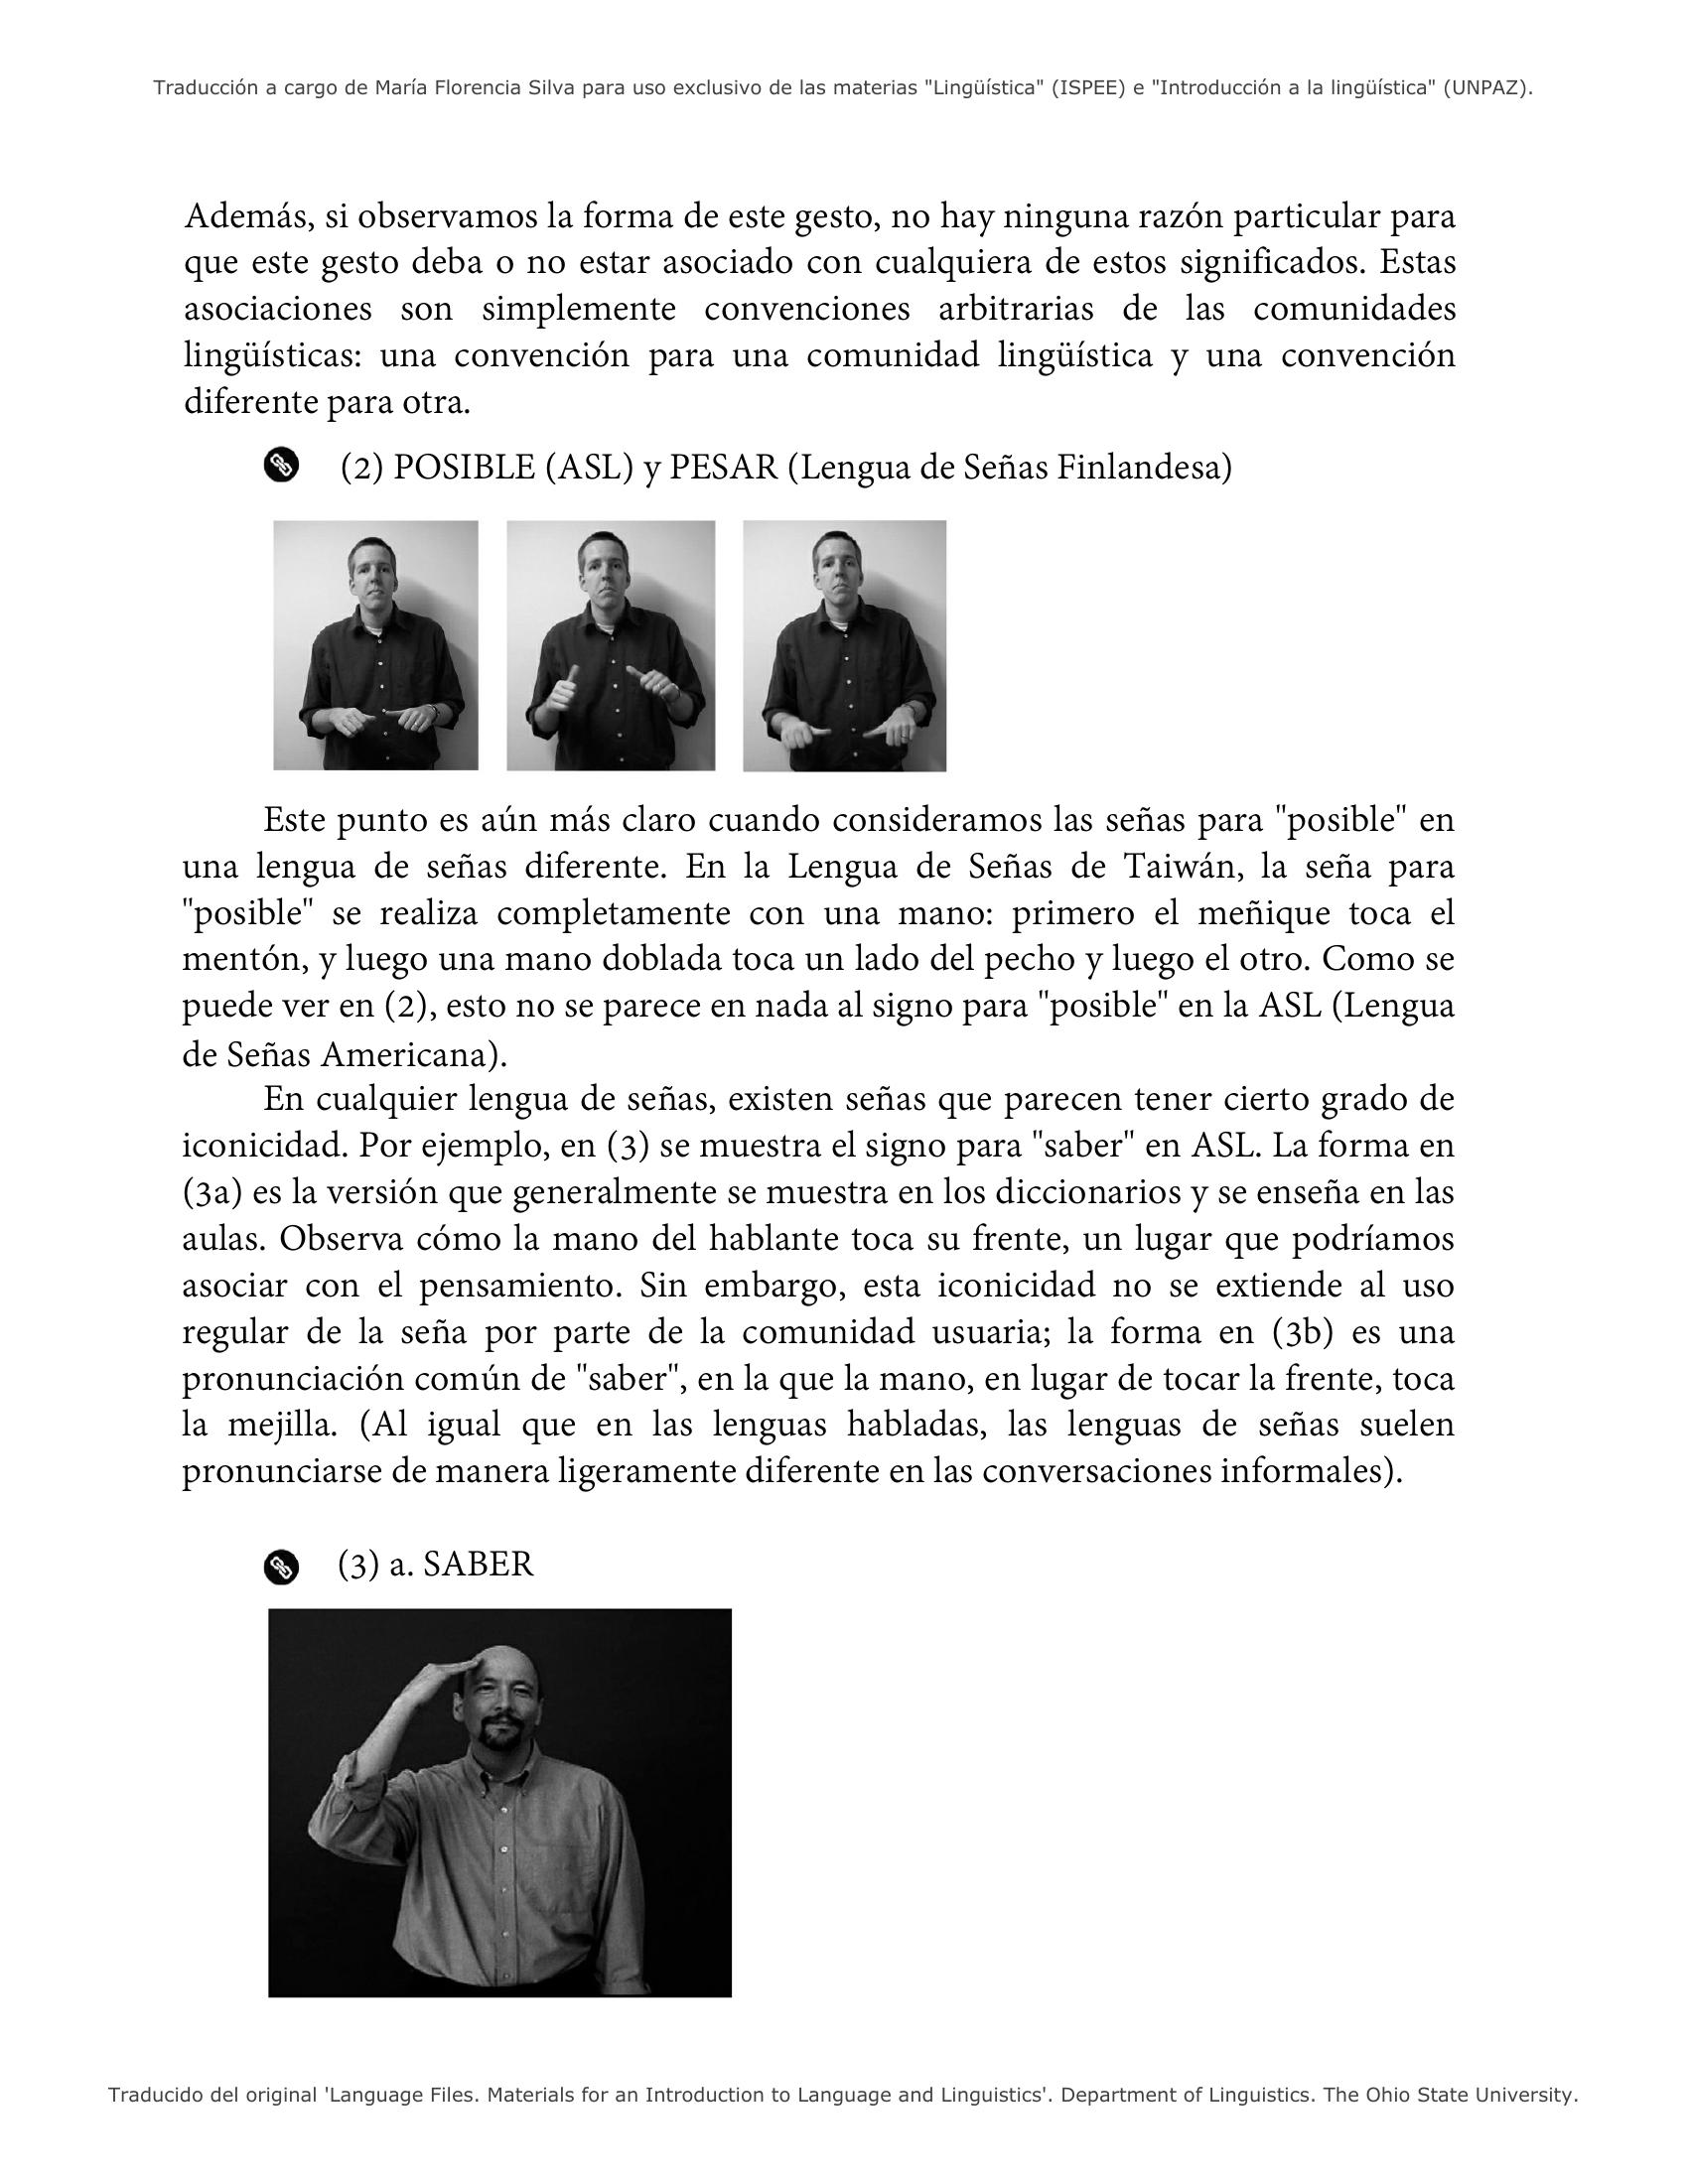 Traducción a cargo de María Florencia Silva para uso exclusivo de las materias "Lingüística" (ISPEE) e "Introducción a la lingüística" (UNPAZ).
Además, si observamos la forma de este gesto, no hay ninguna razón particular para
que este gesto deba o no estar asociado con cualquiera de estos significados. Estas
asociaciones son simplemente convenciones arbitrarias de las comunidades
lingüísticas: una convención para una comunidad lingüística y una convención
diferente para otra.
(2) POSIBLE (ASL) y PESAR (Lengua de Señas Finlandesa)
Este punto es aún más claro cuando consideramos las señas para "posible" en
una lengua de señas diferente. En la Lengua de Señas de Taiwán, la seña para
"posible" se realiza completamente con una mano: primero el meñique toca el
mentón, y luego una mano doblada toca un lado del pecho y luego el otro. Como se
puede ver en (2), esto no se parece en nada al signo para "posible" en la ASL (Lengua
de Señas Americana).
En cualquier lengua de señas, existen señas que parecen tener cierto grado de
iconicidad. Por ejemplo, en (3) se muestra el signo para "saber" en ASL. La forma en
(3a) es la versión que generalmente se muestra en los diccionarios y se enseña en las
aulas. Observa cómo la mano del hablante toca su frente, un lugar que podríamos
asociar con el pensamiento. Sin embargo, esta iconicidad no se extiende al uso
regular de la seña por parte de la comunidad usuaria; la forma en (3b) es una
pronunciación común de "saber", en la que la mano, en lugar de tocar la frente, toca
la mejilla. (Al igual que en las lenguas habladas, las lenguas de señas suelen
pronunciarse de manera ligeramente diferente en las conversaciones informales).
(3) a. SABER
Traducido del original 'Language Files. Materials for an Introduction to Language and Linguistics'. Department of Linguistics. The Ohio State University.